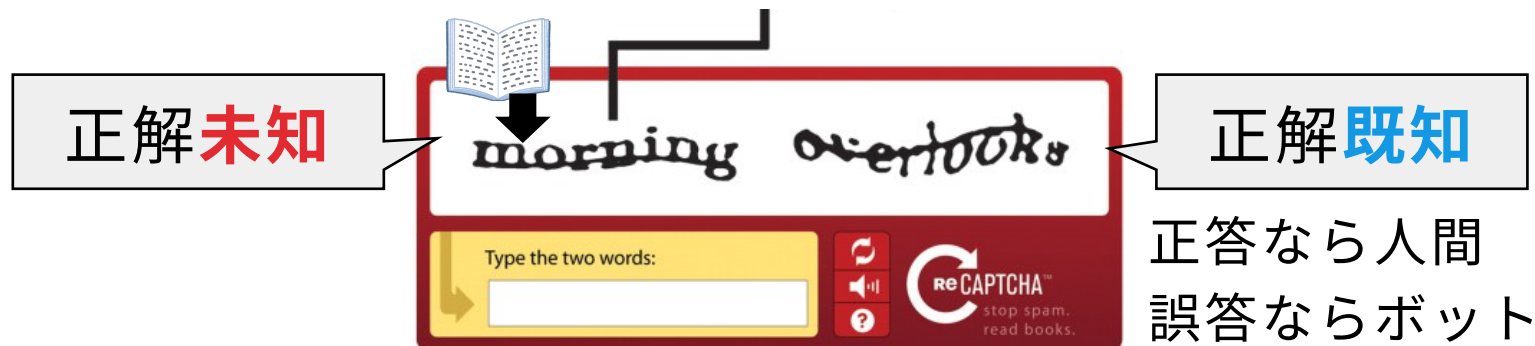 正解未知
morning overlooks
正解既知
Type the two words:
reCAPTCHA™
stop spam.
read books.
正答なら人間
誤答ならボット